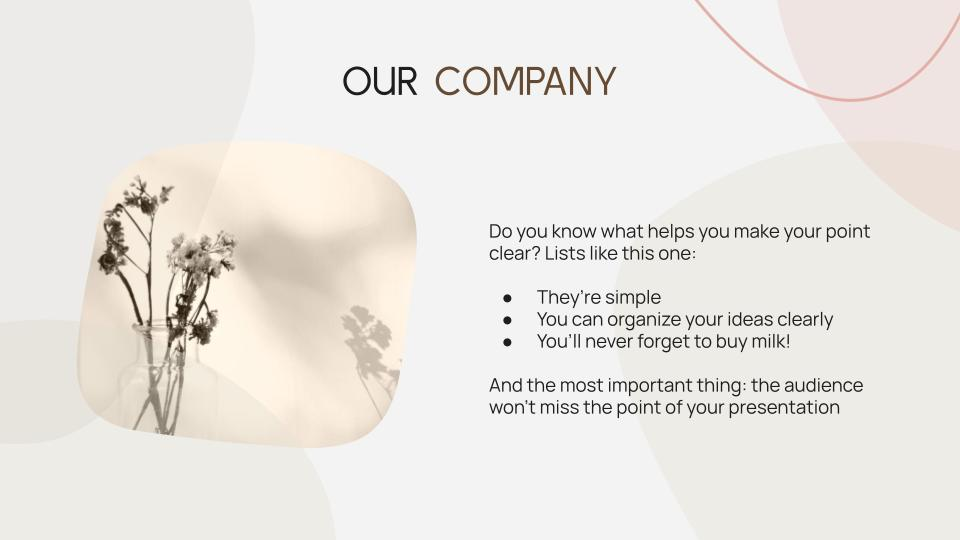 OUR COMPANY
Do you know what helps you make your point
clear? Lists like this one:
● They’re simple
● You can organize your ideas clearly
● You’ll never forget to buy milk!
And the most important thing: the audience
won’t miss the point of your presentation